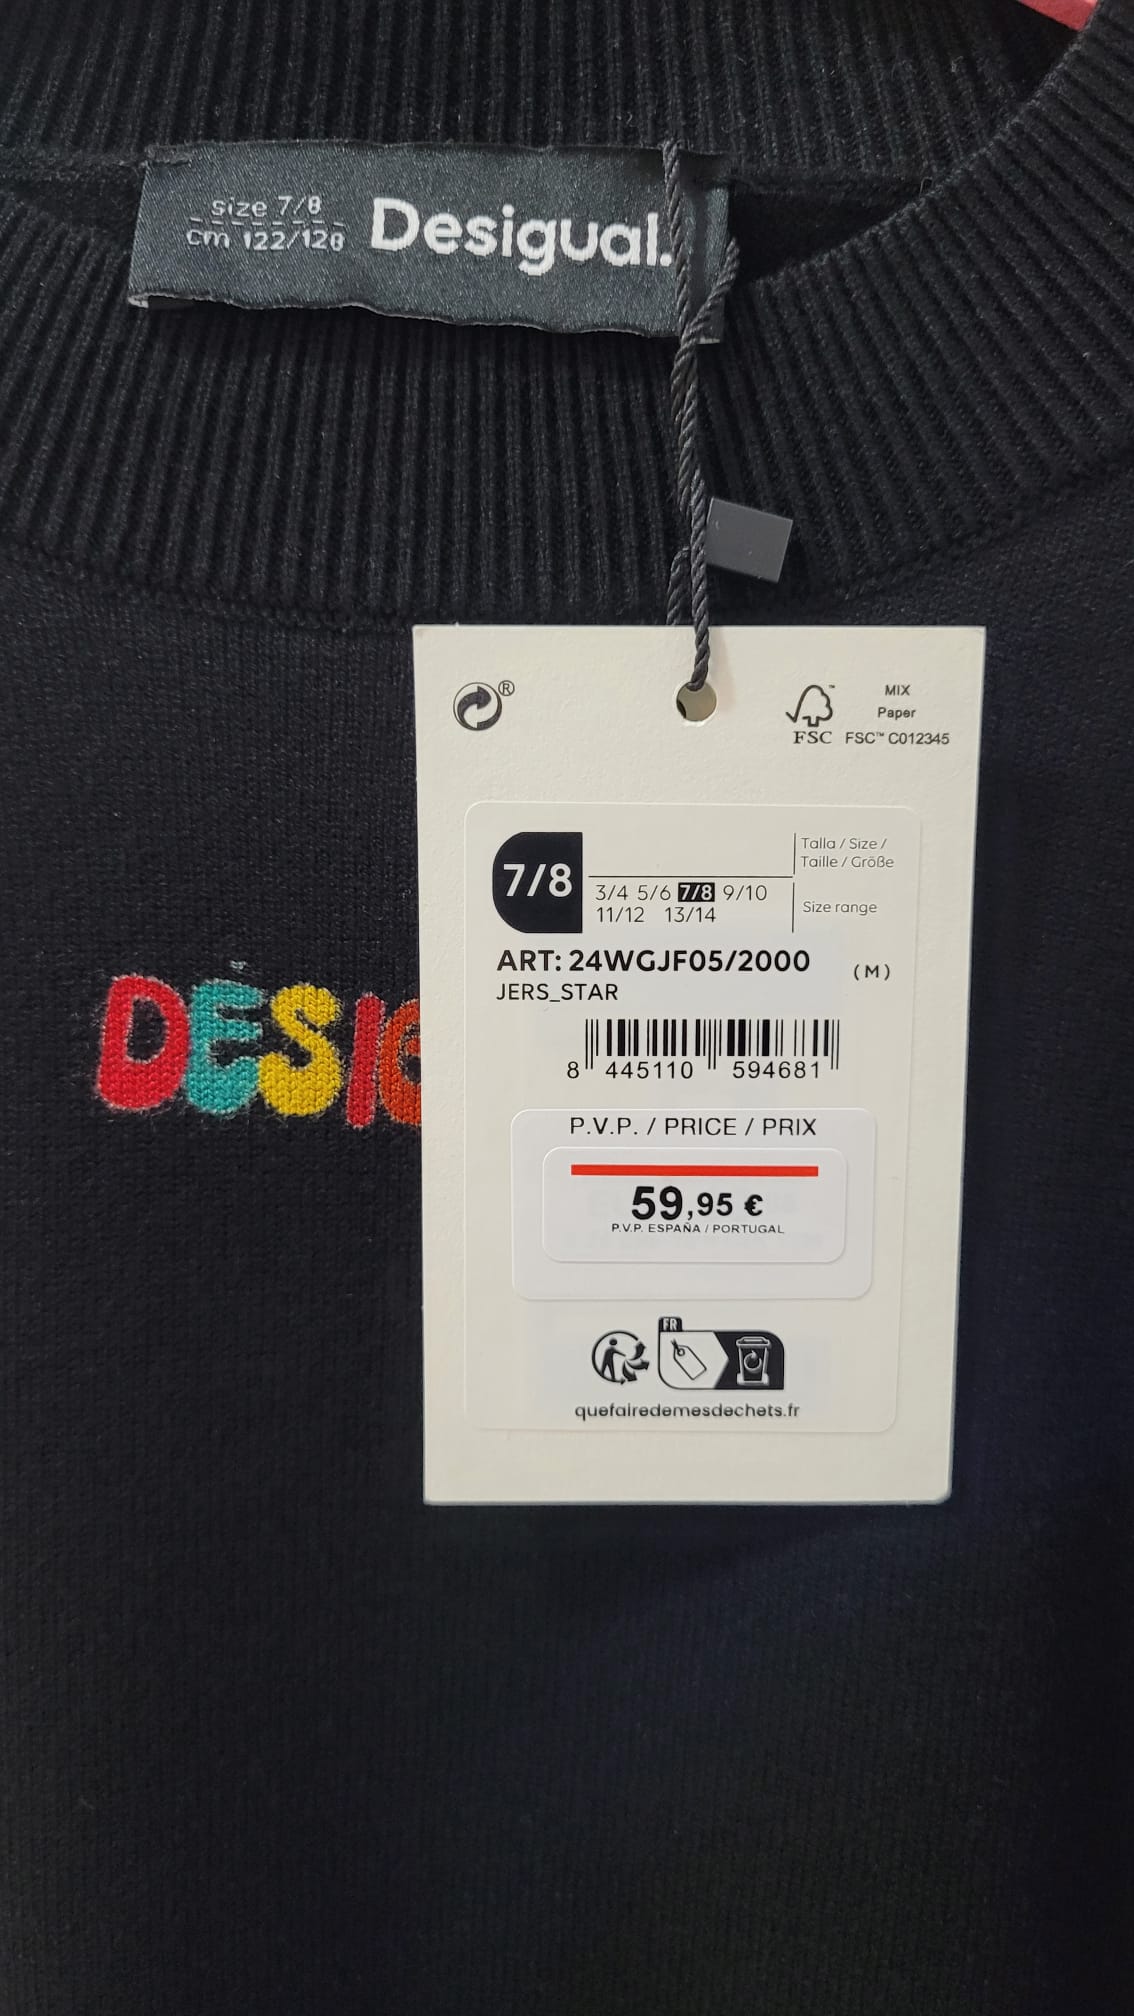 size 7/8
cm 122/128
Desigual.
®
™
FSC
MIX
Paper
FSC™ C012345
7/8
Talla / Size /
Taille / Größe
3/4 5/6 7/8 9/10
11/12 13/14
Size range
ART: 24WGJF05/2000
(M)
JERS_STAR
8 445110 594681
DESIG
P.V.P. / PRICE / PRIX
59,95 €
P.V.P. ESPAÑA / PORTUGAL
FR
quefairedemesdechets.fr